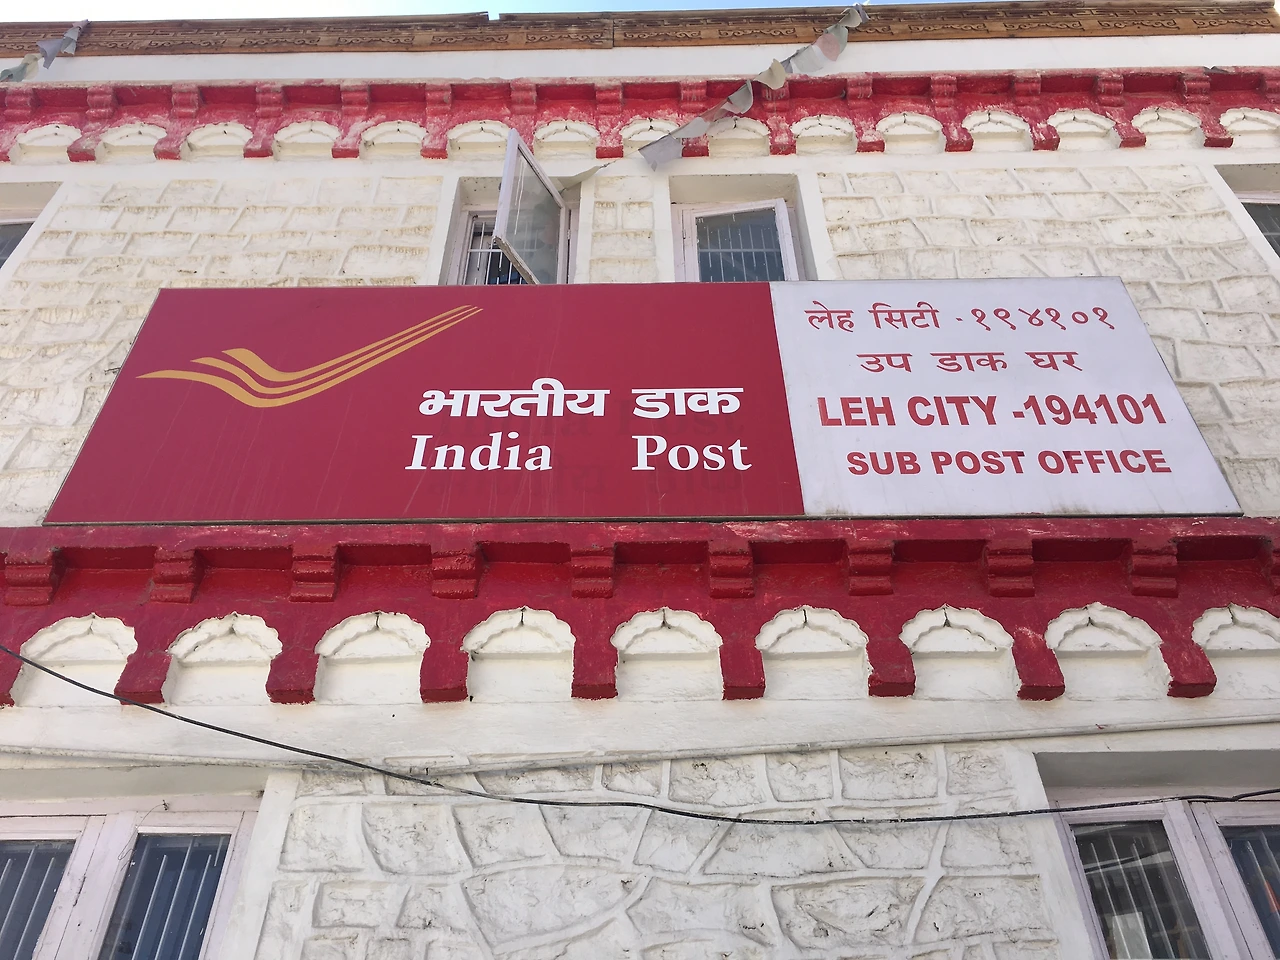 भारतीय डाक
India Post
लेह सिटी - १९४१०१
उप डाक घर
LEH CITY -194101
SUB POST OFFICE